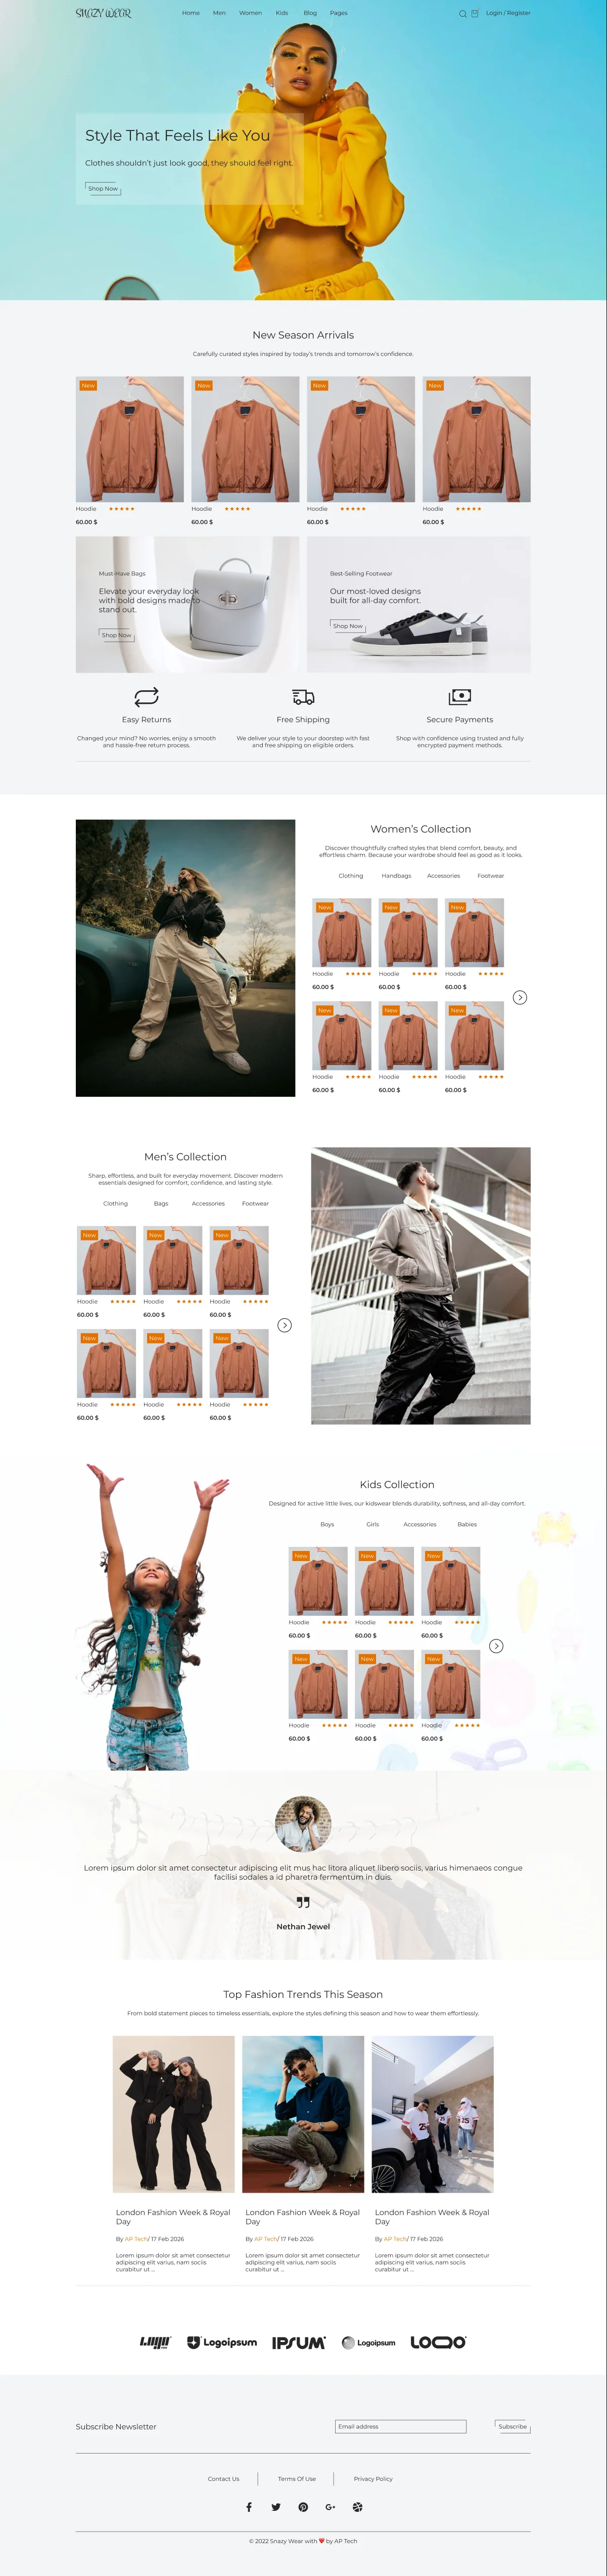 SNAZY WEAR
Home Men Women Kids Blog Pages
Login / Register
Style That Feels Like You
Clothes shouldn't just look good, they should feel right.
Shop Now
New Season Arrivals
Carefully curated styles inspired by today's trends and tomorrow's confidence.
New New New New
Hoodie Hoodie Hoodie Hoodie
60.00 $ 60.00 $ 60.00 $ 60.00 $
Must-Have Bags
Elevate your everyday look
with bold designs made to
stand out.
Shop Now
Best-Selling Footwear
Our most-loved designs
built for all-day comfort.
Shop Now
Easy Returns
Changed your mind? No worries, enjoy a smooth
and hassle-free return process.
Free Shipping
We deliver your style to your doorstep with fast
and free shipping on eligible orders.
Secure Payments
Shop with confidence using trusted and fully
encrypted payment methods.
Women's Collection
Discover thoughtfully crafted styles that blend comfort, beauty, and
effortless charm. Because your wardrobe should feel as good as it looks.
Clothing Handbags Accessories Footwear
New New New
Hoodie Hoodie Hoodie
60.00 $ 60.00 $ 60.00 $
New New New
Hoodie Hoodie Hoodie
60.00 $ 60.00 $ 60.00 $
Men's Collection
Sharp, effortless, and built for everyday movement. Discover modern
essentials designed for comfort, confidence, and lasting style.
Clothing Bags Accessories Footwear
New New New
Hoodie Hoodie Hoodie
60.00 $ 60.00 $ 60.00 $
New New New
Hoodie Hoodie Hoodie
60.00 $ 60.00 $ 60.00 $
Kids Collection
Designed for active little lives, our kidswear blends durability, softness, and all-day comfort.
Boys Girls Accessories Babies
New New New
Hoodie Hoodie Hoodie
60.00 $ 60.00 $ 60.00 $
New New New
Hoodie Hoodie Hoodie
60.00 $ 60.00 $ 60.00 $
Lorem ipsum dolor sit amet consectetur adipiscing elit mus hac litora aliquet libero sociis, varius himenaeos congue
facilisi sodales a id pharetra fermentum in duis.
Nethan Jewel
Top Fashion Trends This Season
From bold statement pieces to timeless essentials, explore the styles defining this season and how to wear them effortlessly.
London Fashion Week & Royal
Day
By AP Tech/ 17 Feb 2026
Lorem ipsum dolor sit amet consectetur
adipiscing elit varius, nam sociis
curabitur ut ...
London Fashion Week & Royal
Day
By AP Tech/ 17 Feb 2026
Lorem ipsum dolor sit amet consectetur
adipiscing elit varius, nam sociis
curabitur ut ...
London Fashion Week & Royal
Day
By AP Tech/ 17 Feb 2026
Lorem ipsum dolor sit amet consectetur
adipiscing elit varius, nam sociis
curabitur ut ...
Logoipsum IPSUM Logoipsum LOGO
Subscribe Newsletter
Email address
Subscribe
Contact Us Terms Of Use Privacy Policy
© 2022 Snazy Wear with ❤ by AP Tech